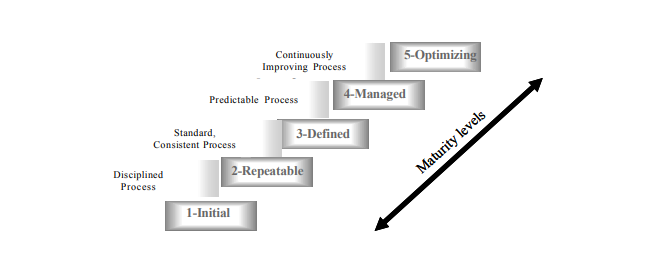 Continuously
Improving Process
5-Optimizing
Predictable Process
4-Managed
Standard,
Consistent Process
3-Defined
Disciplined
Process
2-Repeatable
1-Initial
Maturity levels